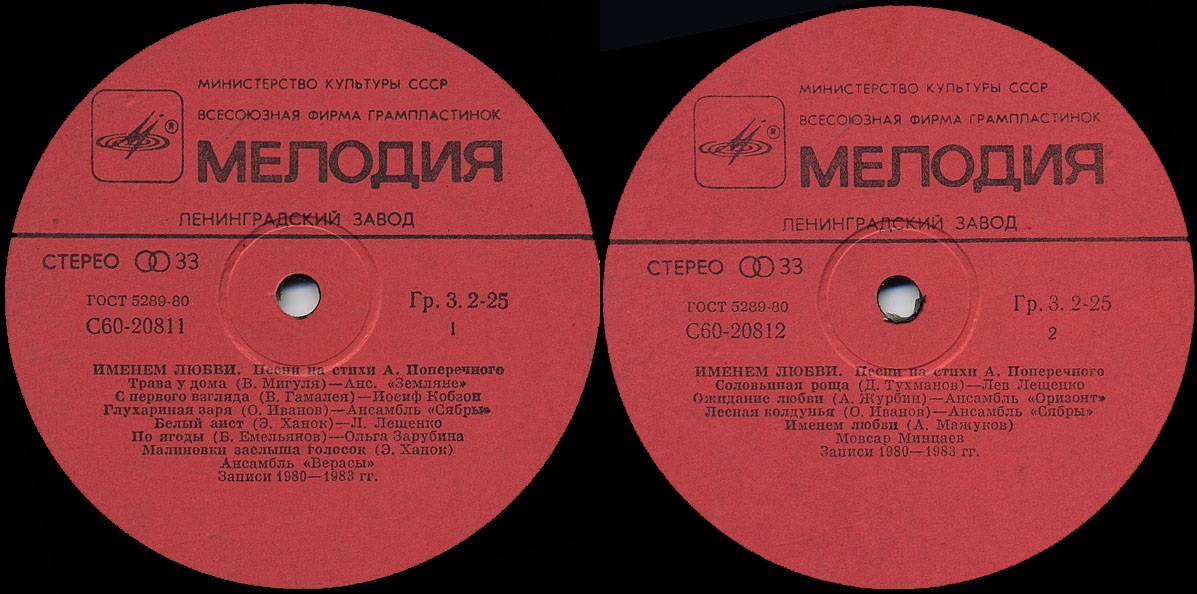 МИНИСТЕРСТВО КУЛЬТУРЫ СССР
ВСЕСОЮЗНАЯ ФИРМА ГРАМПЛАСТИНОК
®
МЕЛОДИЯ
ЛЕНИНГРАДСКИЙ ЗАВОД
СТЕРЕО 33
ГОСТ 5289-80
Гр. 3. 2-25
С60-20811
1
ИМЕНЕМ ЛЮБВИ. Песни на стихи А. Поперечного
Трава у дома (В. Мигуля)—Анс. «Земляне»
С первого взгляда (В. Гамалея)—Иосиф Кобзон
Глухариная заря (О. Иванов)—Ансамбль «Сябры»
Белый аист (Э. Ханок)—Л. Лещенко
По ягоды (Б. Емельянов)—Ольга Зарубина
Малиновки заслыша голосок (Э. Ханок)
Ансамбль «Верасы»
Записи 1980—1983 гг.
МИНИСТЕРСТВО КУЛЬТУРЫ СССР
ВСЕСОЮЗНАЯ ФИРМА ГРАМПЛАСТИНОК
®
МЕЛОДИЯ
ЛЕНИНГРАДСКИЙ ЗАВОД
СТЕРЕО 33
ГОСТ 5289-80
Гр. 3. 2-25
С60-20812
2
ИМЕНЕМ ЛЮБВИ. Песни на стихи А. Поперечного
Соловьиная роща (Д. Тухманов)—Лев Лещенко
Ожидание любви (А. Журбин)—Ансамбль «Оризонт»
Лесная колдунья (О. Иванов)—Ансамбль «Сябры»
Именем любви (А. Мажуков)
Мовсар Минцаев
Записи 1980—1983 гг.